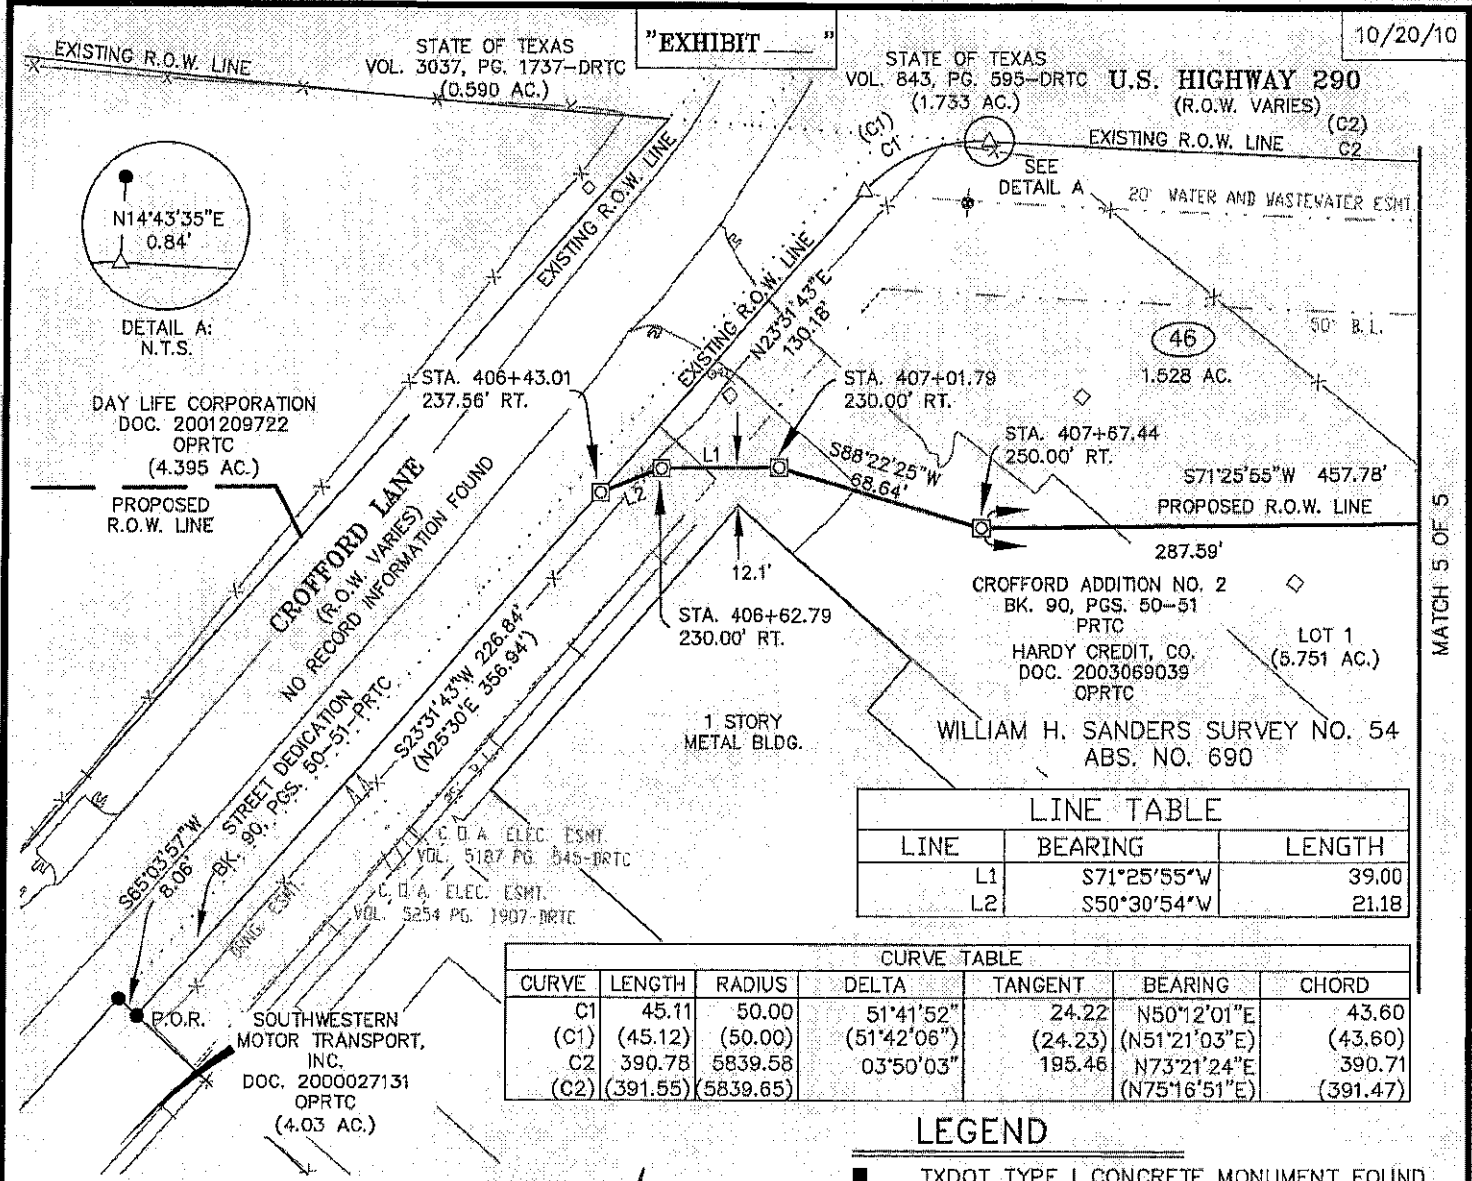 "EXHIBIT ____ "
10/20/10
EXISTING R.O.W. LINE
STATE OF TEXAS
VOL. 3037, PG. 1737-DRTC
(0.590 AC.)
STATE OF TEXAS
VOL. 843, PG. 595-DRTC
(1.733 AC.)
U.S. HIGHWAY 290
(R.O.W. VARIES)
(C1)
C1
EXISTING R.O.W. LINE
(C2)
C2
SEE
DETAIL A
20' WATER AND WASTEWATER ESMT.
N14°43'35"E
0.84'
DETAIL A:
N.T.S.
EXISTING R.O.W. LINE
EXISTING R.O.W. LINE
N23°31'43"E
130.18'
50' B.L.
46
1.528 AC.
STA. 406+43.01
237.56' RT.
STA. 407+01.79
230.00' RT.
STA. 407+67.44
250.00' RT.
DAY LIFE CORPORATION
DOC. 2001209722
OPRTC
(4.395 AC.)
PROPOSED
R.O.W. LINE
L1
L2
S88°22'25"W
68.64'
S71°25'55"W 457.78'
PROPOSED R.O.W. LINE
287.59'
12.1'
STA. 406+62.79
230.00' RT.
CROFFORD LANE
(R.O.W. VARIES)
NO RECORD INFORMATION FOUND
CROFFORD ADDITION NO. 2
BK. 90, PGS. 50-51
PRTC
HARDY CREDIT, CO.
DOC. 2003069039
OPRTC
LOT 1
(5.751 AC.)
MATCH 5 OF 5
S23°31'43"W 226.84'
(N25°30'E 356.94')
STREET DEDICATION
BK. 90, PGS. 50-51-PRTC
1 STORY
METAL BLDG.
WILLIAM H. SANDERS SURVEY NO. 54
ABS. NO. 690
S65°03'57"W
8.06'
C.O.A. ELEC. ESMT.
VOL. 5187 PG. 545-DRTC
C.O.A. ELEC. ESMT.
VOL. 5254 PG. 1907-DRTC
DRNG. ESMT.
P.O.R.
SOUTHWESTERN
MOTOR TRANSPORT,
INC.
DOC. 2000027131
OPRTC
(4.03 AC.)
LINE TABLE
LINE BEARING LENGTH
L1 S71°25'55"W 39.00
L2 S50°30'54"W 21.18
CURVE TABLE
CURVE LENGTH RADIUS DELTA TANGENT BEARING CHORD
C1 45.11 50.00 51°41'52" 24.22 N50°12'01"E 43.60
(C1) (45.12) (50.00) (51°42'06") (24.23) (N51°21'03"E) (43.60)
C2 390.78 5839.58 03°50'03" 195.46 N73°21'24"E 390.71
(C2) (391.55) (5839.65) (N75°16'51"E) (391.47)
LEGEND
TXDOT TYPE I CONCRETE MONUMENT FOUND